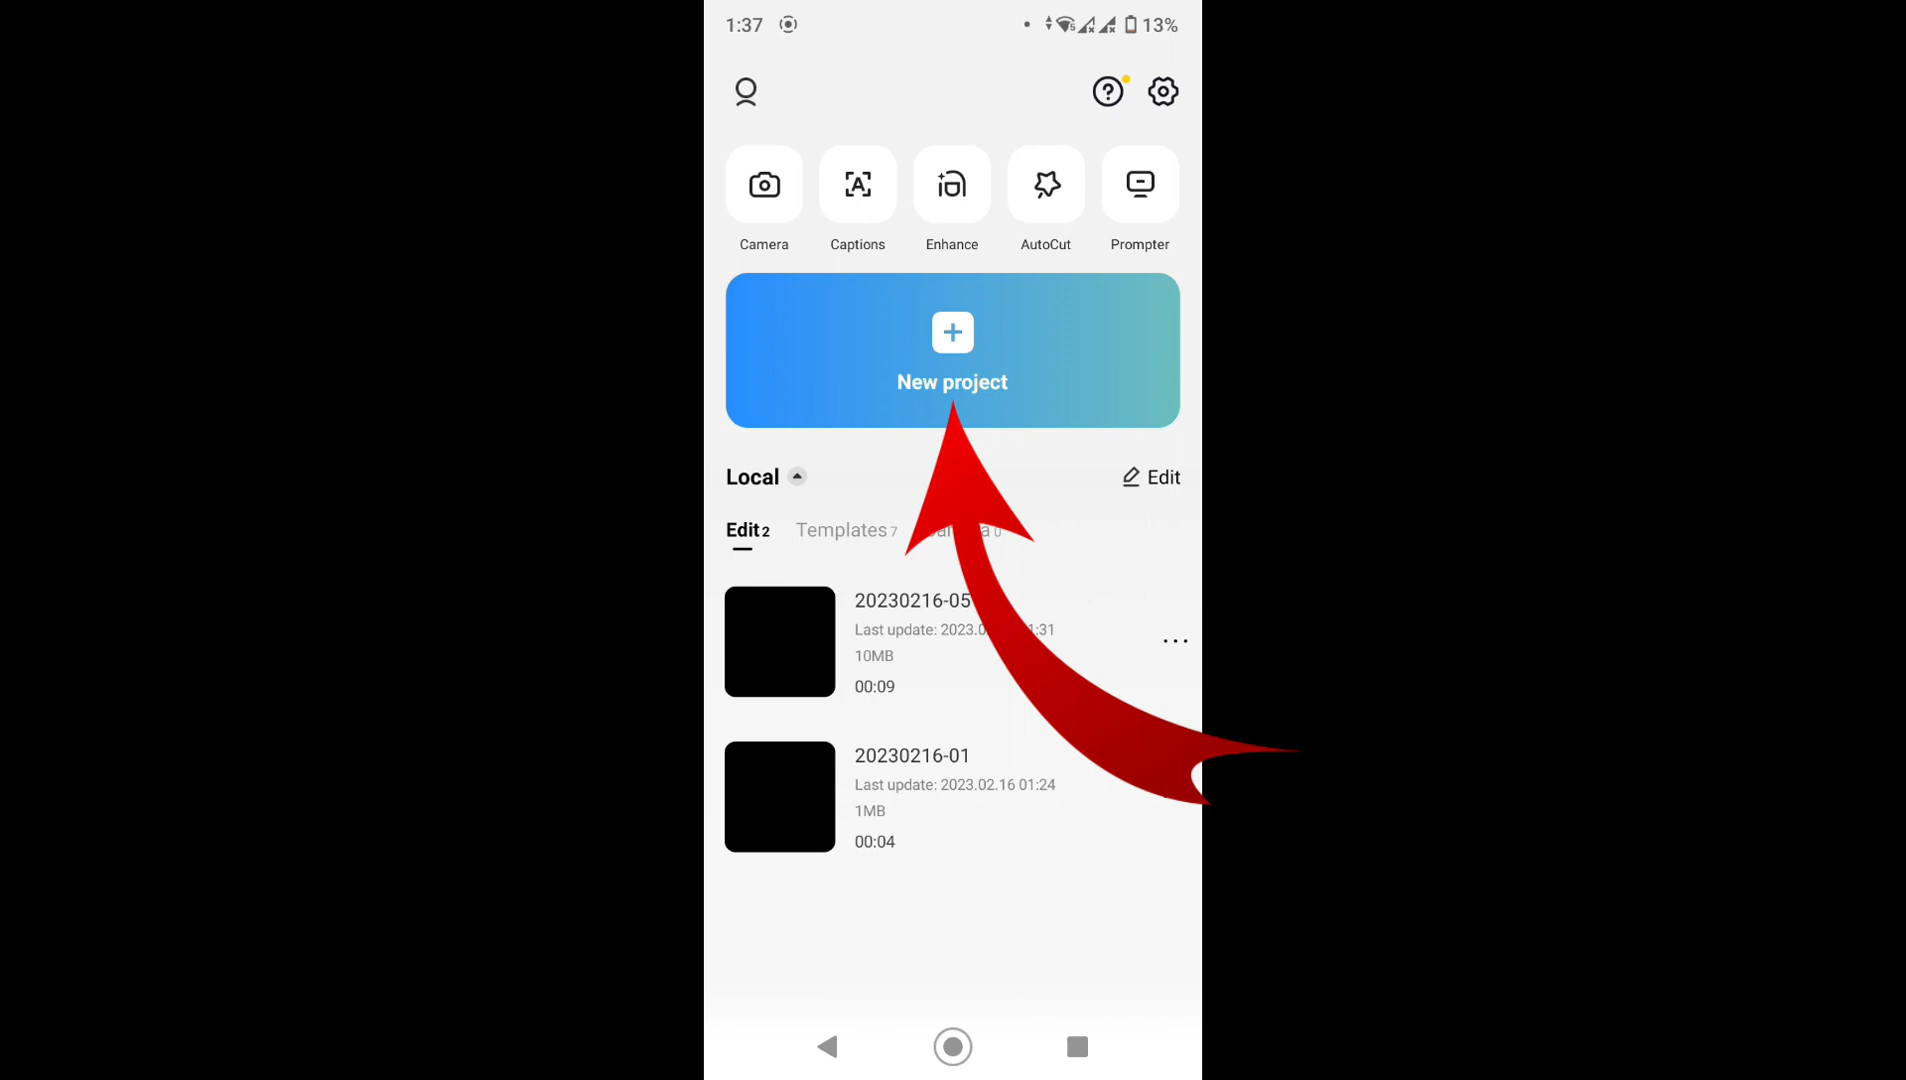 1:37 13%
Camera Captions Enhance AutoCut Prompter
New project
Local Edit
Edit 2 Templates 7 0
20230216-05
Last update: 2023.0 1:31
10MB
00:09
20230216-01
Last update: 2023.02.16 01:24
1MB
00:04